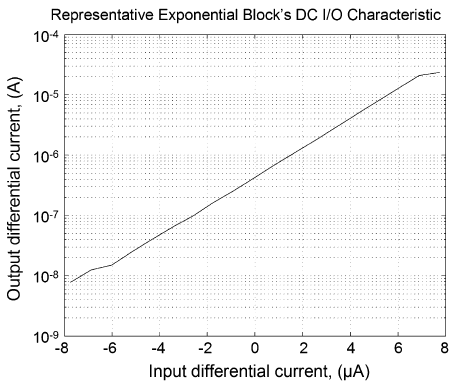 Representative Exponential Block's DC I/O Characteristic
Output differential current, (A)
10-4
10-5
10-6
10-7
10-8
10-9
-8 -6 -4 -2 0 2 4 6 8
Input differential current, (µA)